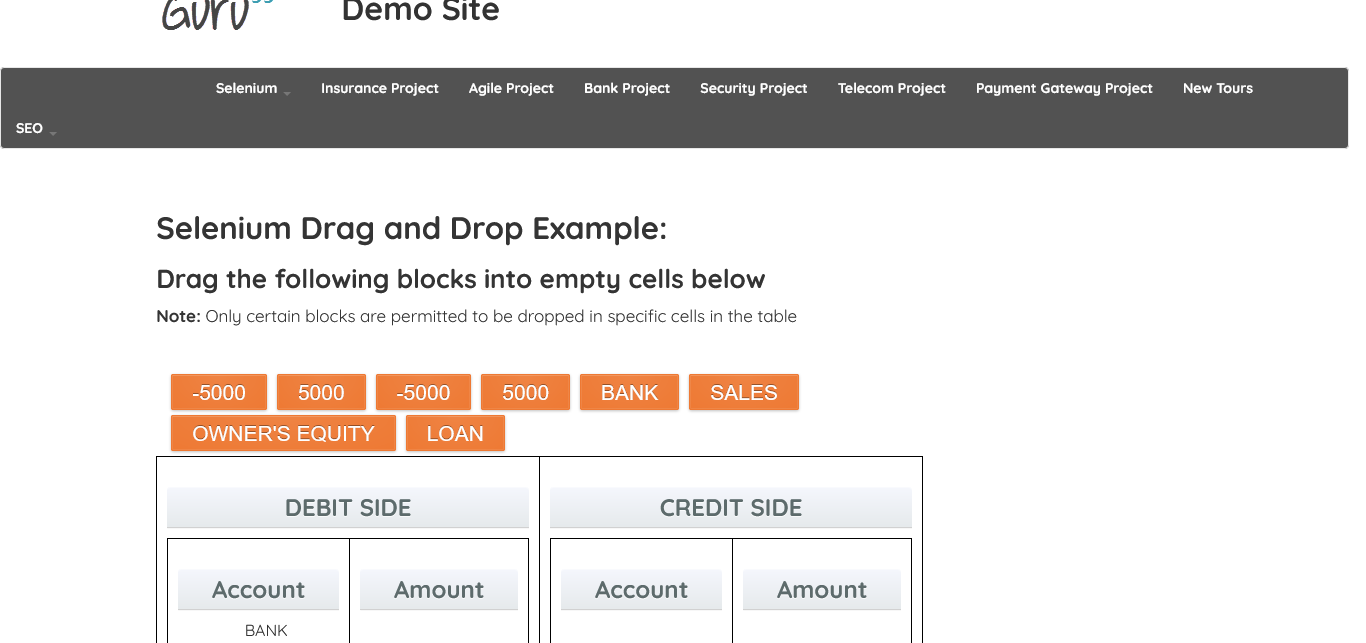 Guru99
Demo Site
Selenium Insurance Project Agile Project Bank Project Security Project Telecom Project Payment Gateway Project New Tours
SEO
Selenium Drag and Drop Example:
Drag the following blocks into empty cells below
Note: Only certain blocks are permitted to be dropped in specific cells in the table
-5000 5000 -5000 5000 BANK SALES
OWNER'S EQUITY LOAN
DEBIT SIDE CREDIT SIDE
Account Amount Account Amount
BANK